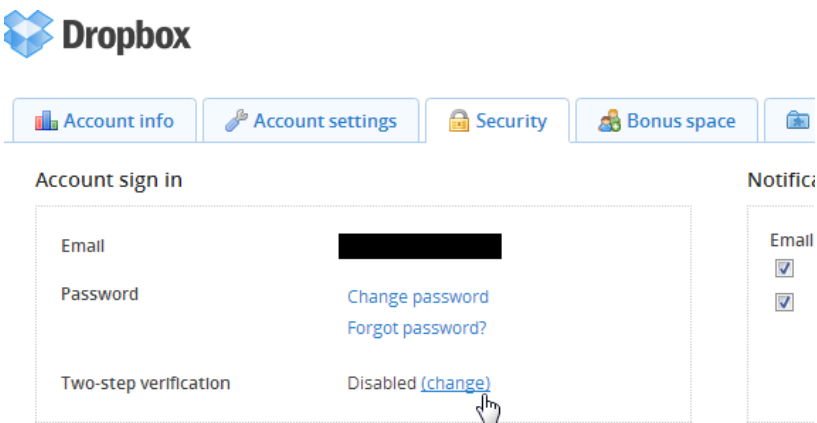 Dropbox
Account info Account settings Security Bonus space
Account sign in
Email
Password Change password
Forgot password?
Two-step verification Disabled (change)
Email